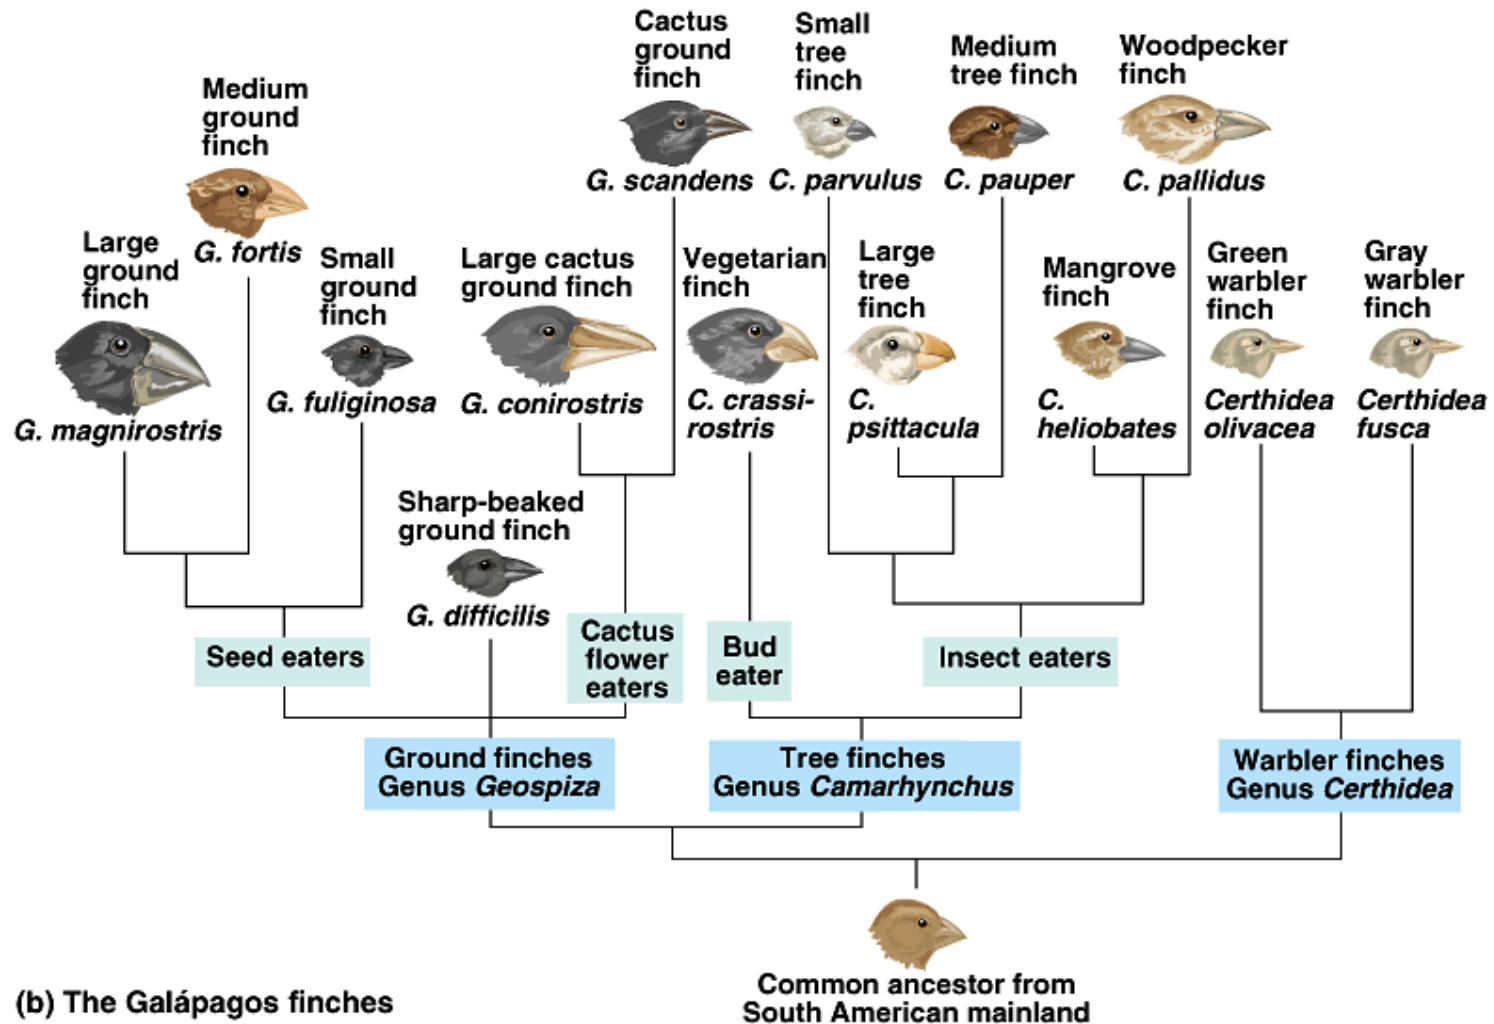 Cactus
ground
finch
G. scandens
Small
tree
finch
C. parvulus
Medium
tree finch
C. pauper
Woodpecker
finch
C. pallidus
Medium
ground
finch
G. fortis
Large
ground
finch
G. magnirostris
Small
ground
finch
G. fuliginosa
Large cactus
ground finch
G. conirostris
Vegetarian
finch
C. crassi-
rostris
Large
tree
finch
C.
psittacula
Mangrove
finch
C.
heliobates
Green
warbler
finch
Certhidea
olivacea
Gray
warbler
finch
Certhidea
fusca
Sharp-beaked
ground finch
G. difficilis
Seed eaters
Cactus
flower
eaters
Bud
eater
Insect eaters
Ground finches
Genus Geospiza
Tree finches
Genus Camarhynchus
Warbler finches
Genus Certhidea
Common ancestor from
South American mainland
(b) The Galápagos finches